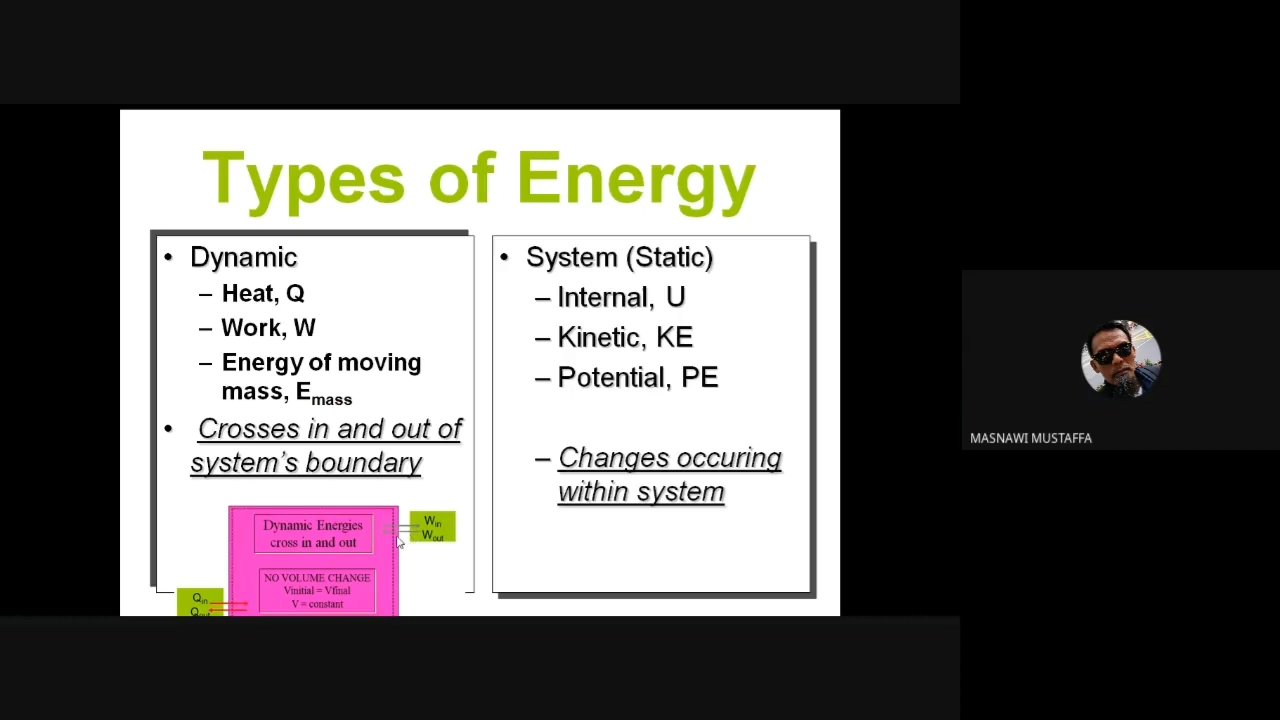 Types of Energy
• Dynamic
– Heat, Q
– Work, W
– Energy of moving
mass, Emass
• Crosses in and out of
system's boundary
Dynamic Energies
cross in and out
Win
Wout
NO VOLUME CHANGE
Vinitial = Vfinal
V = constant
Qin
Qout
• System (Static)
– Internal, U
– Kinetic, KE
– Potential, PE
– Changes occuring
within system
MASNAWI MUSTAFFA